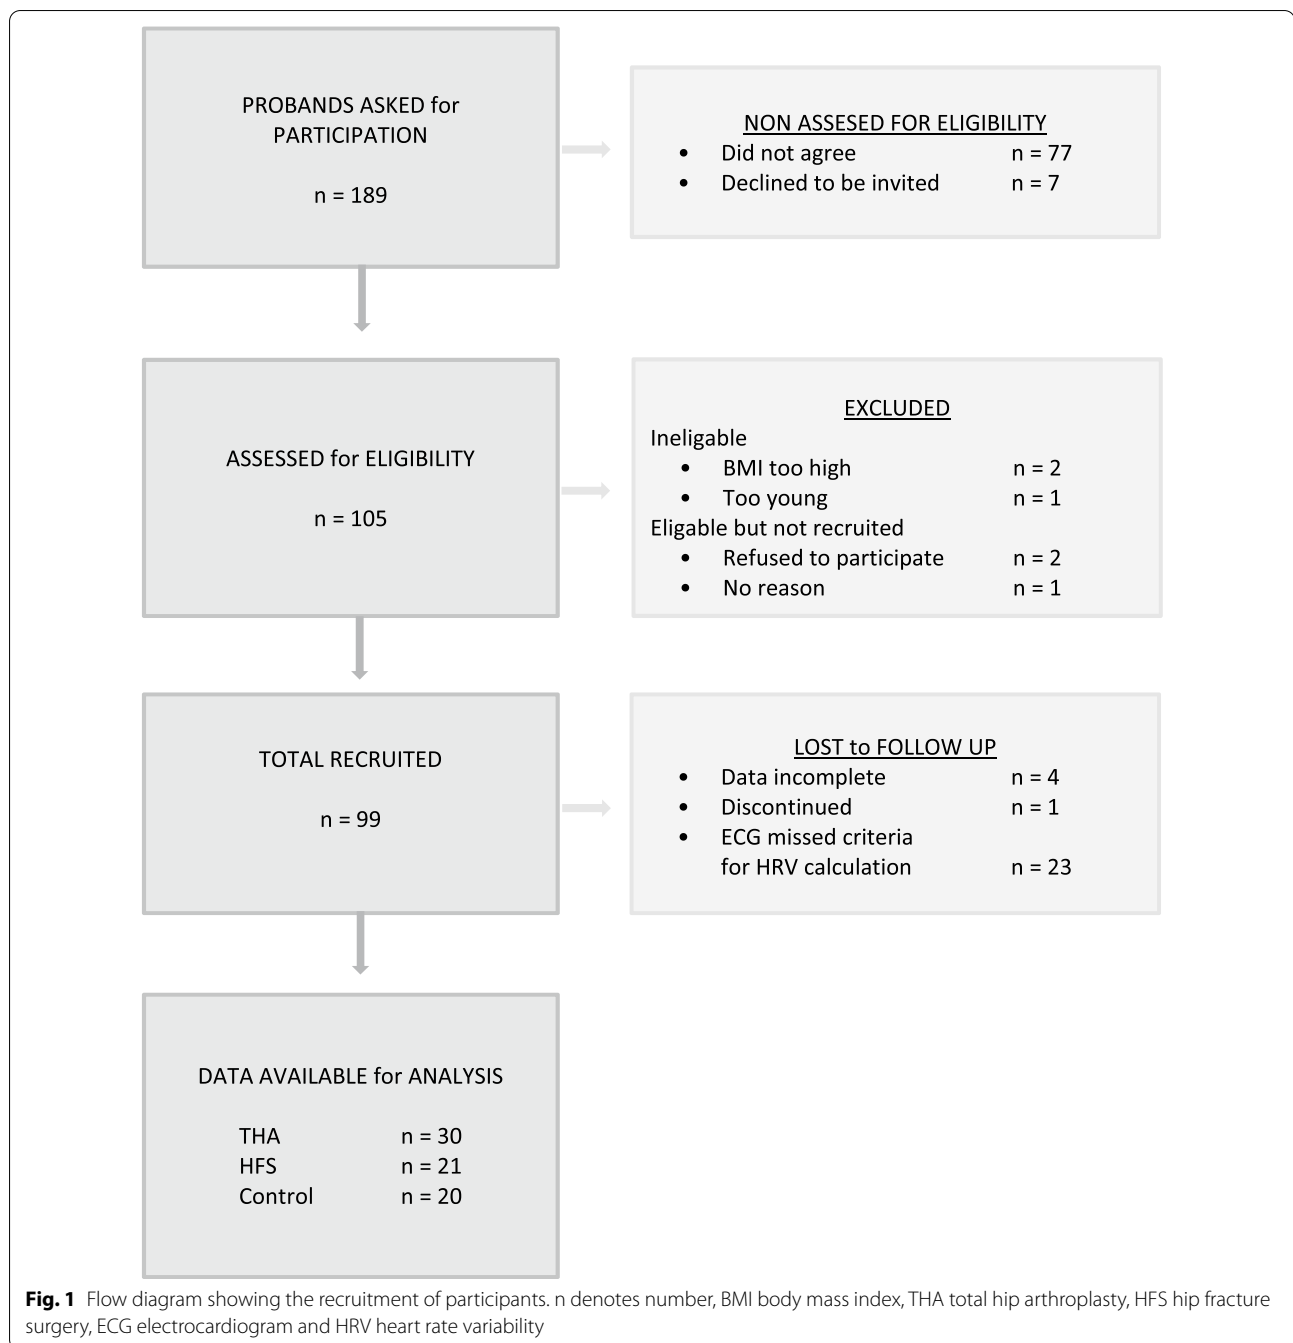 PROBANDS ASKED for
PARTICIPATION
n = 189
NON ASSESED FOR ELIGIBILITY
• Did not agree n = 77
• Declined to be invited n = 7
ASSESSED for ELIGIBILITY
n = 105
EXCLUDED
Ineligable
• BMI too high n = 2
• Too young n = 1
Eligable but not recruited
• Refused to participate n = 2
• No reason n = 1
TOTAL RECRUITED
n = 99
LOST to FOLLOW UP
• Data incomplete n = 4
• Discontinued n = 1
• ECG missed criteria
for HRV calculation n = 23
DATA AVAILABLE for ANALYSIS
THA n = 30
HFS n = 21
Control n = 20
Fig. 1 Flow diagram showing the recruitment of participants. n denotes number, BMI body mass index, THA total hip arthroplasty, HFS hip fracture
surgery, ECG electrocardiogram and HRV heart rate variability